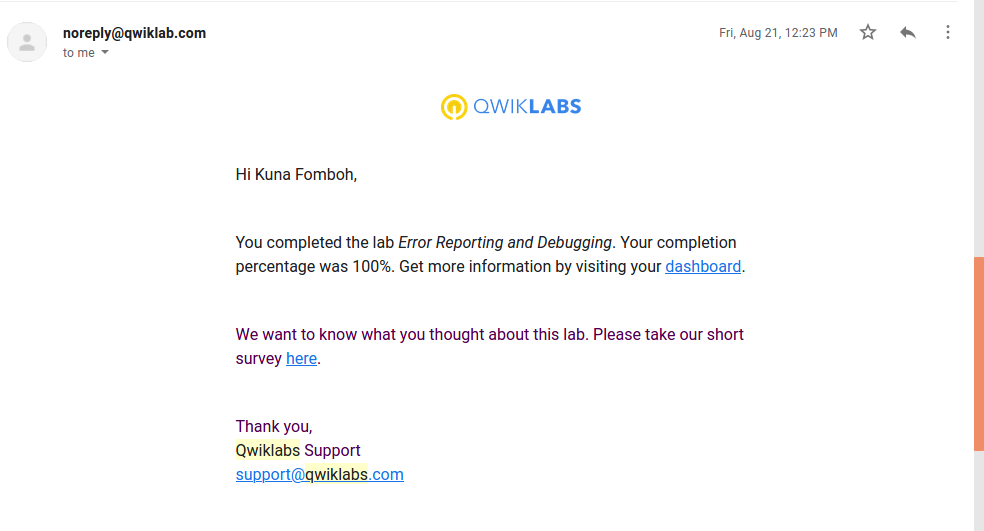 noreply@qwiklab.com
Fri, Aug 21, 12:23 PM
to me
QWIKLABS
Hi Kuna Fomboh,
You completed the lab Error Reporting and Debugging. Your completion
percentage was 100%. Get more information by visiting your dashboard.
We want to know what you thought about this lab. Please take our short
survey here.
Thank you,
Qwiklabs Support
support@qwiklabs.com